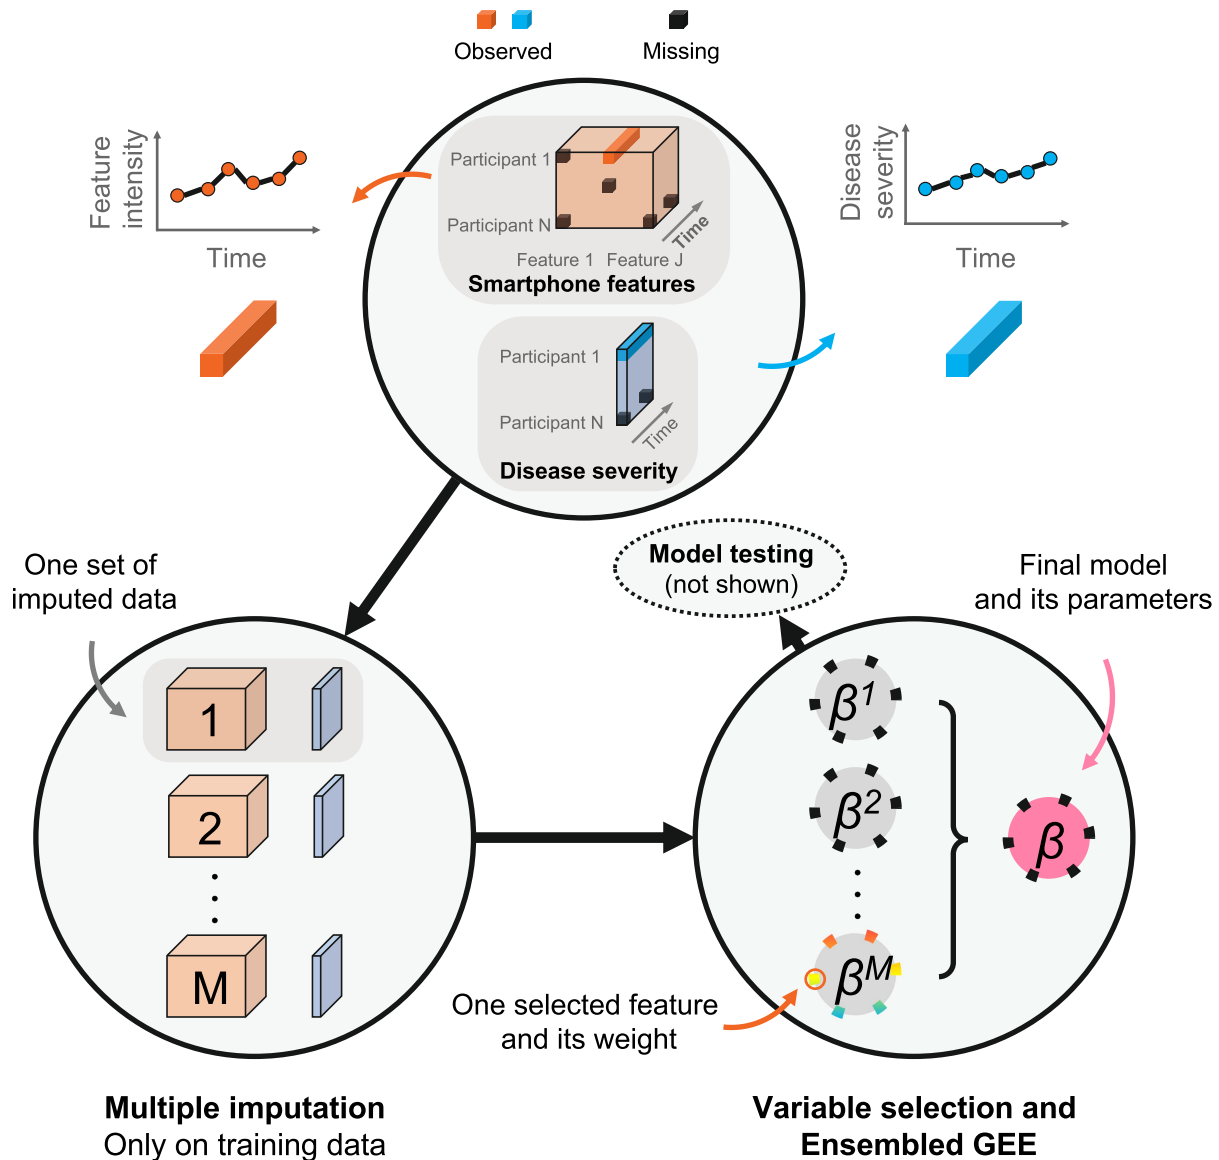 Observed
Missing
Feature
intensity
Time
Participant 1
Participant N
Time
Feature 1
Feature J
Smartphone features
Disease
severity
Time
Participant 1
Participant N
Time
Disease severity
One set of
imputed data
Model testing
(not shown)
Final model
and its parameters
1
2
M
β1
β2
βM
β
One selected feature
and its weight
Multiple imputation
Only on training data
Variable selection and
Ensembled GEE